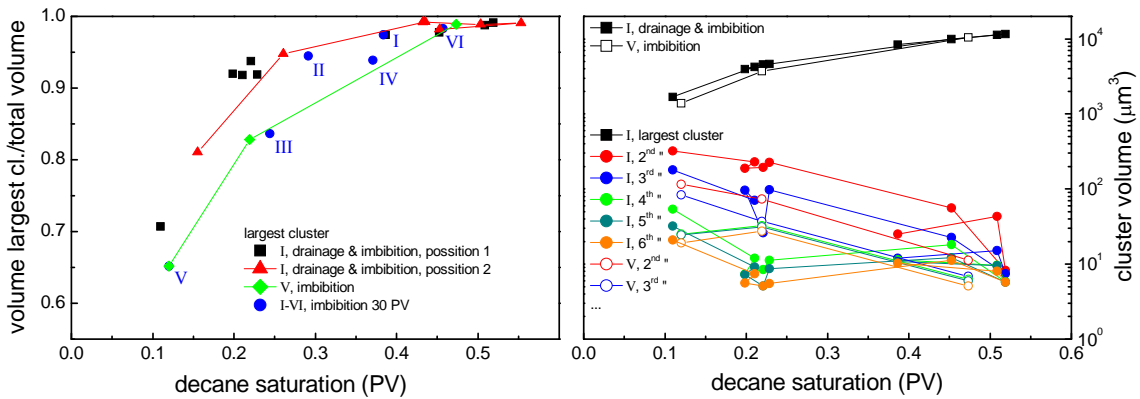 volume largest cl./total volume
1.0
0.9
0.8
0.7
0.6
0.0 0.1 0.2 0.3 0.4 0.5 0.6
decane saturation (PV)
I
II
III
IV
V
VI
largest cluster
I, drainage & imbibition, possition 1
I, drainage & imbibition, possition 2
V, imbibition
I-VI, imbibition 30 PV
I, drainage & imbibition
V, imbibition
I, largest cluster
I, 2nd "
I, 3rd "
I, 4th "
I, 5th "
I, 6th "
V, 2nd "
V, 3rd "
...
10⁴
10³
10²
10¹
10⁰
cluster volume (μm³)
0.1 0.2 0.3 0.4 0.5 0.6
decane saturation (PV)